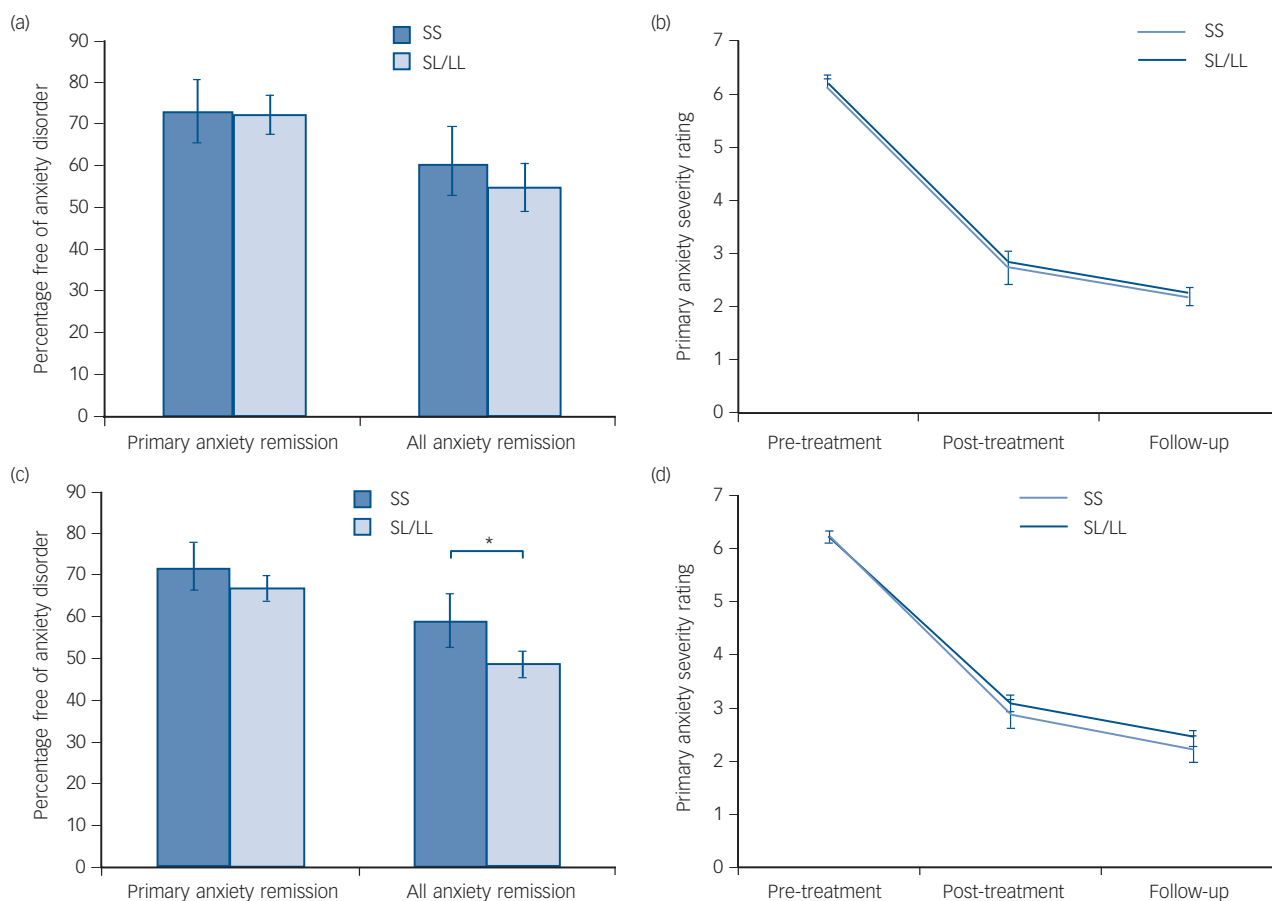 (a)
90
80
70
60
50
40
30
20
10
0
Percentage free of anxiety disorder
SS
SL/LL
Primary anxiety remission
All anxiety remission
(b)
7
6
5
4
3
2
1
0
Primary anxiety severity rating
SS
SL/LL
Pre-treatment
Post-treatment
Follow-up
(c)
90
80
70
60
50
40
30
20
10
0
Percentage free of anxiety disorder
SS
SL/LL
*
Primary anxiety remission
All anxiety remission
(d)
7
6
5
4
3
2
1
0
Primary anxiety severity rating
SS
SL/LL
Pre-treatment
Post-treatment
Follow-up